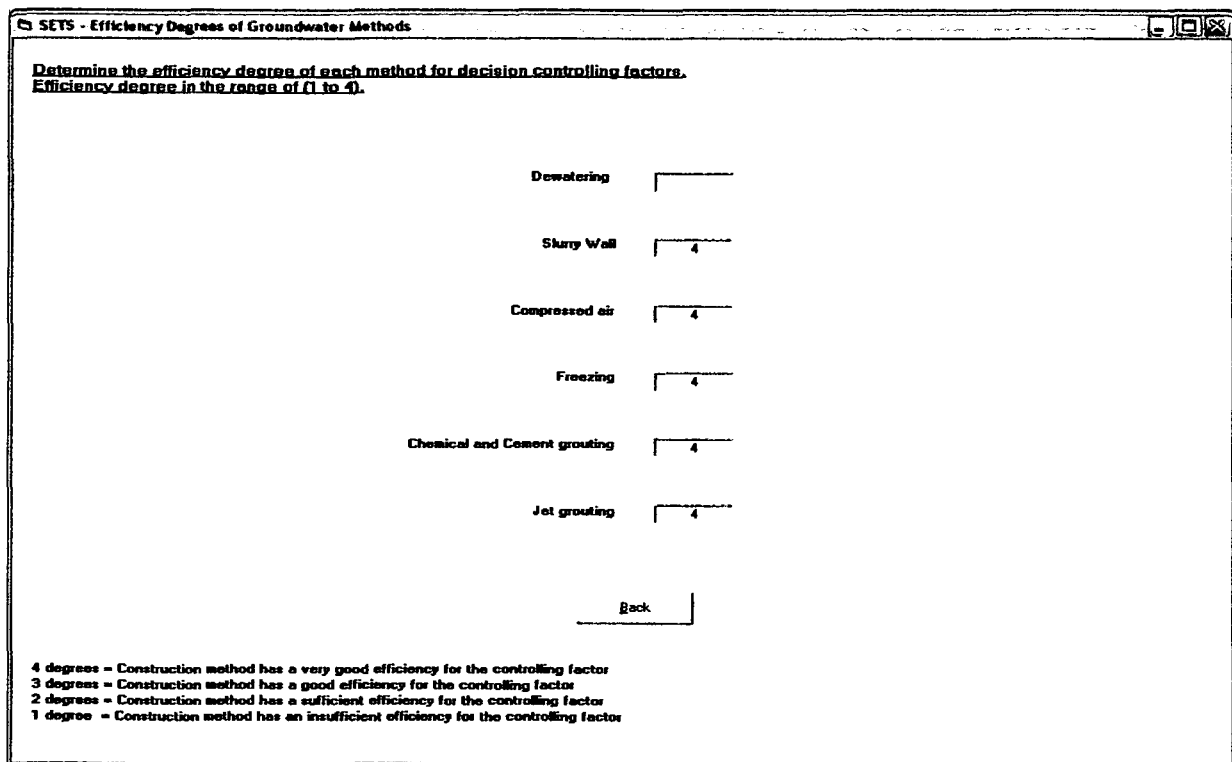 SETS - Efficiency Degrees of Groundwater Methods
Determine the efficiency degree of each method for decision controlling factors.
Efficiency degree in the range of (1 to 4).
Dewatering
Slurry Wall 4
Compressed air 4
Freezing 4
Chemical and Cement grouting 4
Jet grouting 4
Back
4 degrees = Construction method has a very good efficiency for the controlling factor
3 degrees = Construction method has a good efficiency for the controlling factor
2 degrees = Construction method has a sufficient efficiency for the controlling factor
1 degree = Construction method has an insufficient efficiency for the controlling factor